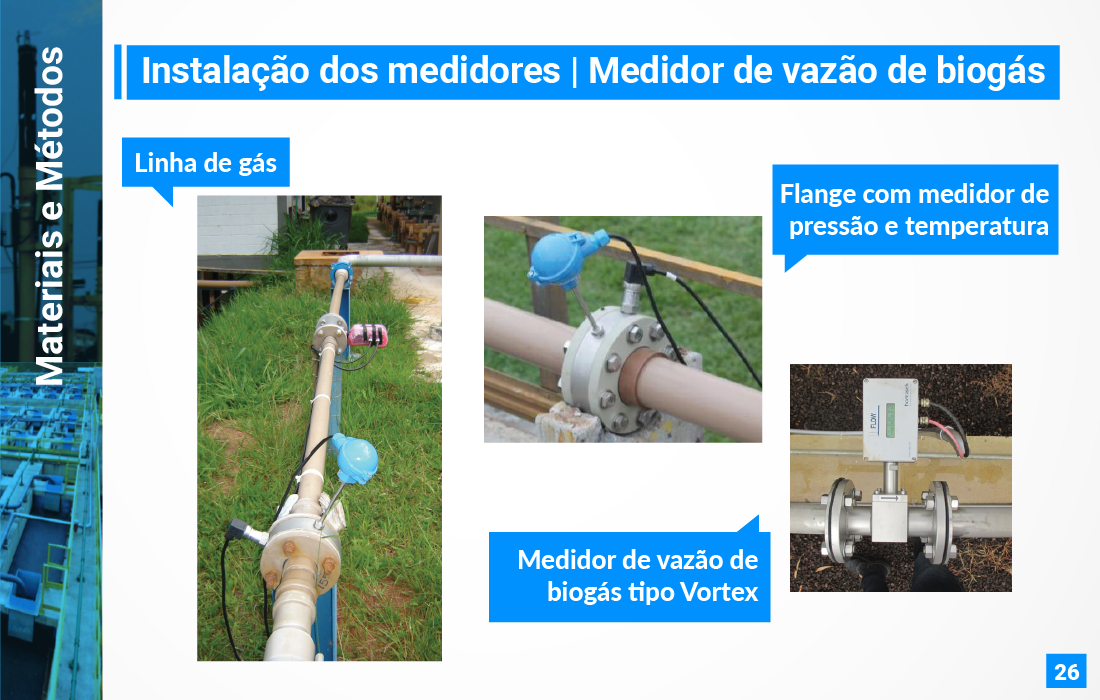 Materiais e Métodos
Instalação dos medidores | Medidor de vazão de biogás
Linha de gás
Flange com medidor de
pressão e temperatura
FLOW
Medidor de vazão de
biogás tipo Vortex
26